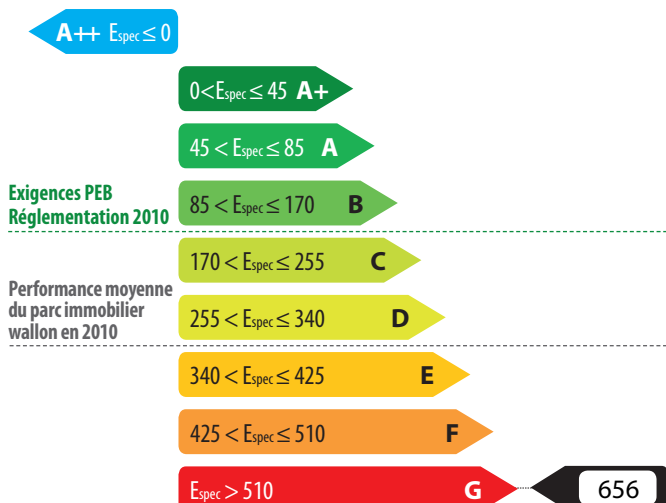 A++ Espec ≤ 0
0<Espec ≤ 45 A+
45 < Espec ≤ 85 A
Exigences PEB
Réglementation 2010
85 < Espec ≤ 170 B
170 < Espec ≤ 255 C
Performance moyenne
du parc immobilier
wallon en 2010
255 < Espec ≤ 340 D
340 < Espec ≤ 425 E
425 < Espec ≤ 510 F
Espec > 510 G 656